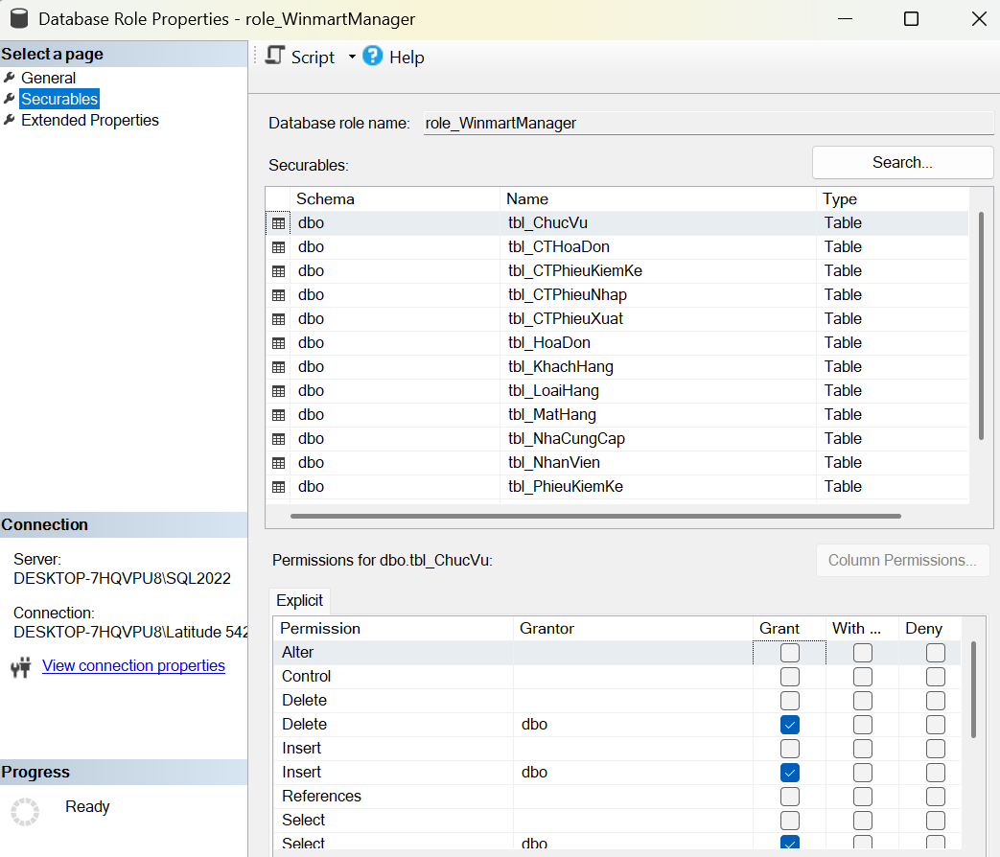 Database Role Properties - role_WinmartManager
Select a page
General
Securables
Extended Properties
Script
Help
Database role name: role_WinmartManager
Securables:
Search...
Schema Name Type
dbo tbl_ChucVu Table
dbo tbl_CTHoaDon Table
dbo tbl_CTPhieuKiemKe Table
dbo tbl_CTPhieuNhap Table
dbo tbl_CTPhieuXuat Table
dbo tbl_HoaDon Table
dbo tbl_KhachHang Table
dbo tbl_LoaiHang Table
dbo tbl_MatHang Table
dbo tbl_NhaCungCap Table
dbo tbl_NhanVien Table
dbo tbl_PhieuKiemKe Table
Connection
Server:
DESKTOP-7HQVPU8\SQL2022
Connection:
DESKTOP-7HQVPU8\Latitude 542
View connection properties
Progress
Ready
Permissions for dbo.tbl_ChucVu:
Column Permissions...
Explicit
Permission Grantor Grant With ... Deny
Alter
Control
Delete
Delete dbo
Insert
Insert dbo
References
Select
Select dbo